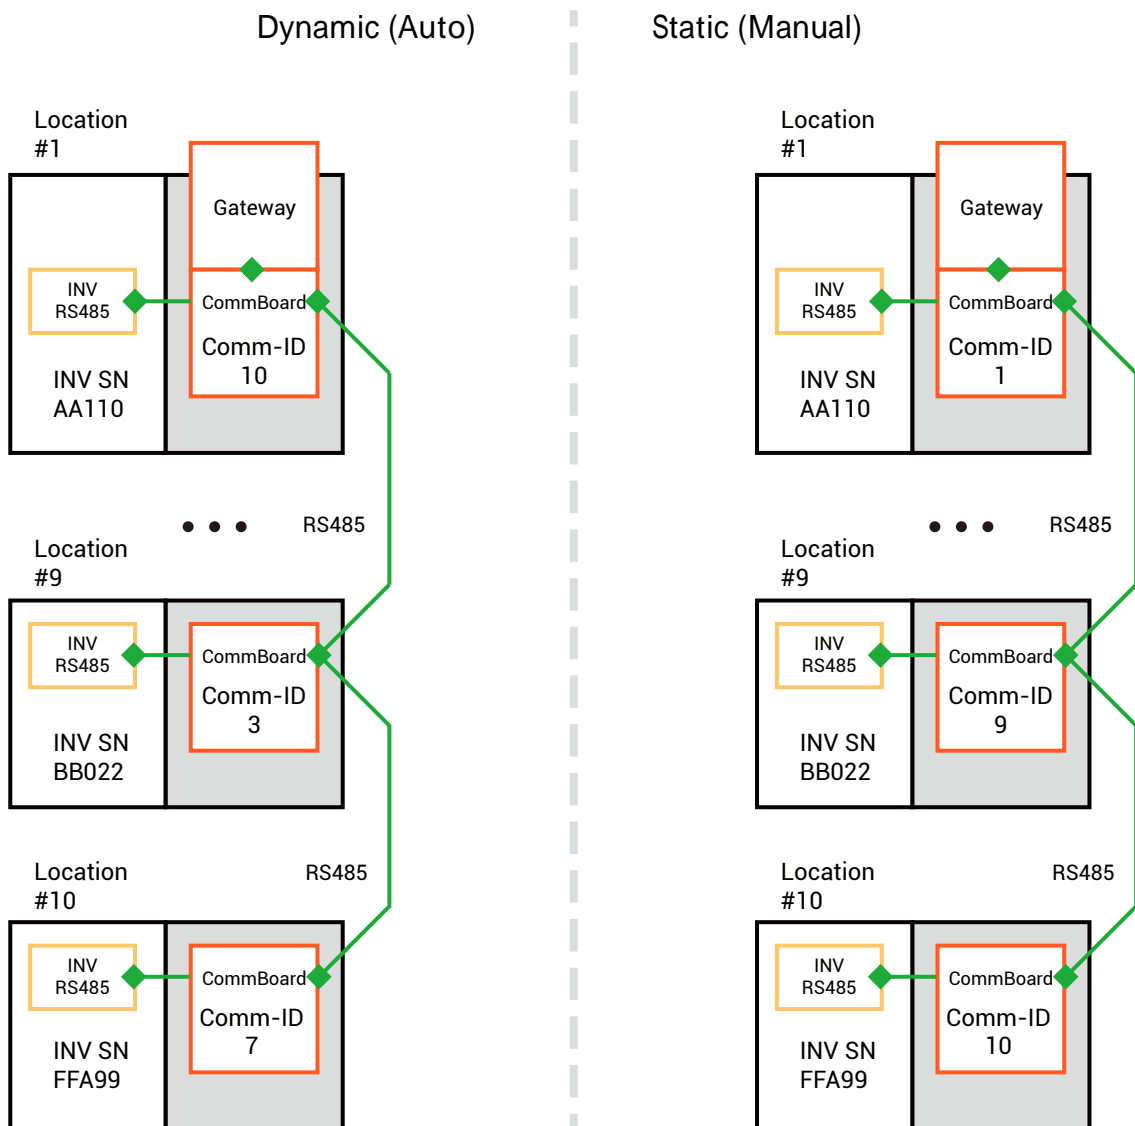 Dynamic (Auto)
Location
#1
Gateway
INV
RS485
CommBoard
Comm-ID
10
INV SN
AA110
RS485
Location
#9
INV
RS485
CommBoard
Comm-ID
3
INV SN
BB022
Location
#10
RS485
INV
RS485
CommBoard
Comm-ID
7
INV SN
FFA99
Static (Manual)
Location
#1
Gateway
INV
RS485
CommBoard
Comm-ID
1
INV SN
AA110
RS485
Location
#9
INV
RS485
CommBoard
Comm-ID
9
INV SN
BB022
Location
#10
RS485
INV
RS485
CommBoard
Comm-ID
10
INV SN
FFA99